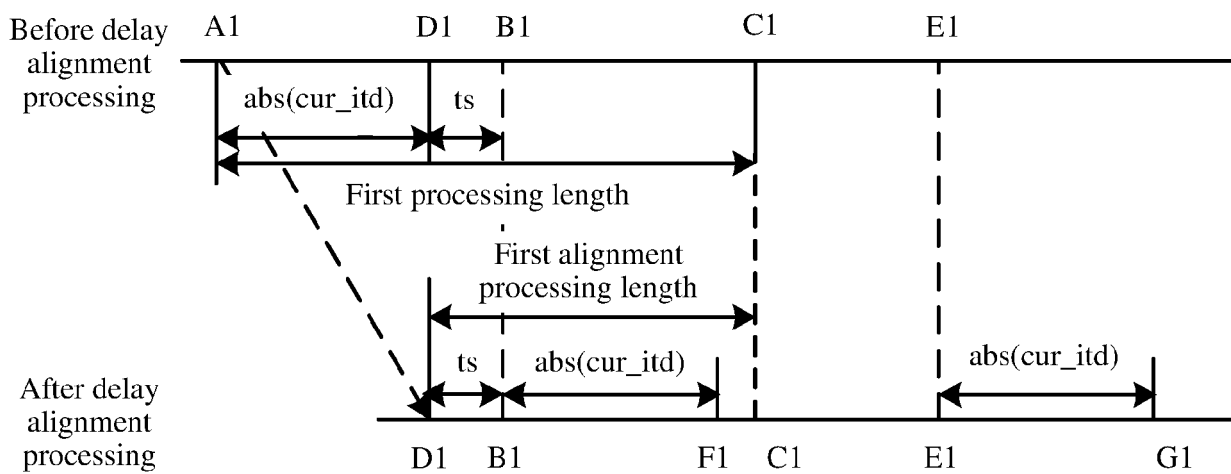 Before delay
alignment
processing
A1
D1
B1
C1
E1
abs(cur_itd)
ts
First processing length
First alignment
processing length
After delay
alignment
processing
ts
abs(cur_itd)
abs(cur_itd)
D1
B1
F1
C1
E1
G1